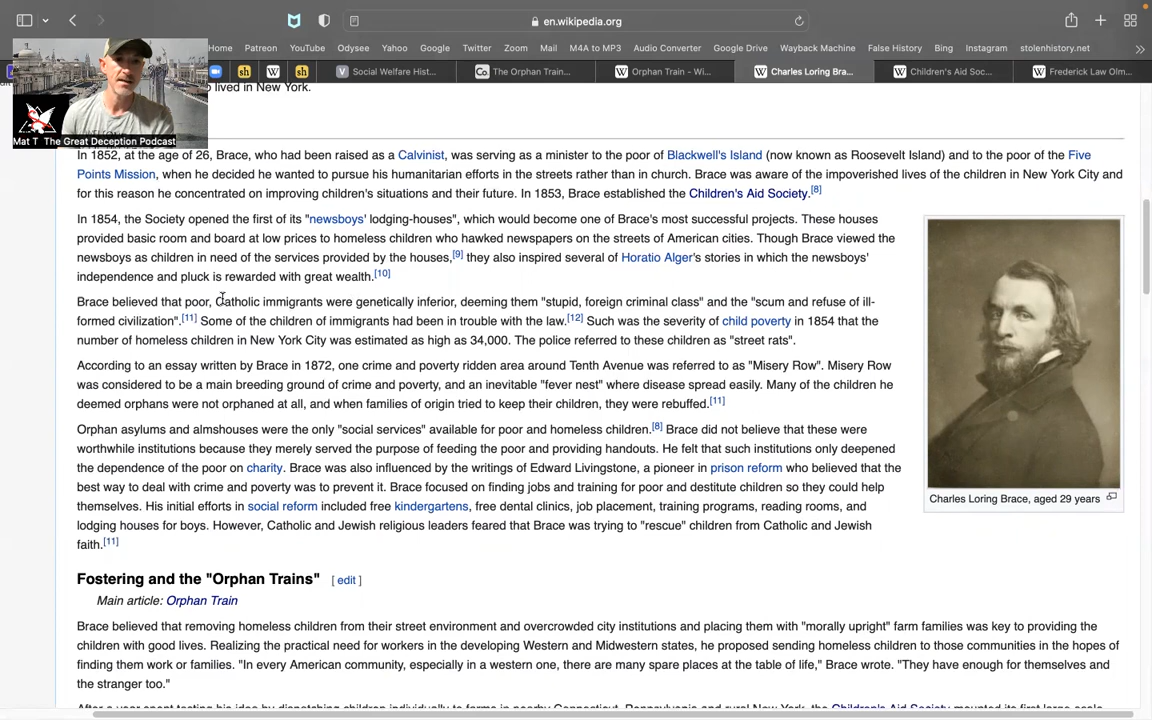 en.wikipedia.org
Home Patreon YouTube Odysee Yahoo Google Twitter Zoom Mail M4A to MP3 Audio Converter Google Drive Wayback Machine False History Bing Instagram stolenhistory.net
sh W sh V Social Welfare Hist... Co. The Orphan Train... W Orphan Train - Wi... W Charles Loring Bra... W Children's Aid Soc... W Frederick Law Olm...
lived in New York.
Mat T The Great Deception Podcast
In 1852, at the age of 26, Brace, who had been raised as a Calvinist, was serving as a minister to the poor of Blackwell's Island (now known as Roosevelt Island) and to the poor of the Five
Points Mission, when he decided he wanted to pursue his humanitarian efforts in the streets rather than in church. Brace was aware of the impoverished lives of the children in New York City and
for this reason he concentrated on improving children's situations and their future. In 1853, Brace established the Children's Aid Society.[8]
In 1854, the Society opened the first of its "newsboys' lodging-houses", which would become one of Brace's most successful projects. These houses
provided basic room and board at low prices to homeless children who hawked newspapers on the streets of American cities. Though Brace viewed the
newsboys as children in need of the services provided by the houses,[9] they also inspired several of Horatio Alger's stories in which the newsboys'
independence and pluck is rewarded with great wealth.[10]
Brace believed that poor, Catholic immigrants were genetically inferior, deeming them "stupid, foreign criminal class" and the "scum and refuse of ill-
formed civilization".[11] Some of the children of immigrants had been in trouble with the law.[12] Such was the severity of child poverty in 1854 that the
number of homeless children in New York City was estimated as high as 34,000. The police referred to these children as "street rats".
According to an essay written by Brace in 1872, one crime and poverty ridden area around Tenth Avenue was referred to as "Misery Row". Misery Row
was considered to be a main breeding ground of crime and poverty, and an inevitable "fever nest" where disease spread easily. Many of the children he
deemed orphans were not orphaned at all, and when families of origin tried to keep their children, they were rebuffed.[11]
Orphan asylums and almshouses were the only "social services" available for poor and homeless children.[8] Brace did not believe that these were
worthwhile institutions because they merely served the purpose of feeding the poor and providing handouts. He felt that such institutions only deepened
the dependence of the poor on charity. Brace was also influenced by the writings of Edward Livingstone, a pioneer in prison reform who believed that the
best way to deal with crime and poverty was to prevent it. Brace focused on finding jobs and training for poor and destitute children so they could help
themselves. His initial efforts in social reform included free kindergartens, free dental clinics, job placement, training programs, reading rooms, and
lodging houses for boys. However, Catholic and Jewish religious leaders feared that Brace was trying to "rescue" children from Catholic and Jewish
faith.[11]
Charles Loring Brace, aged 29 years
Fostering and the "Orphan Trains" [ edit ]
Main article: Orphan Train
Brace believed that removing homeless children from their street environment and overcrowded city institutions and placing them with "morally upright" farm families was key to providing the
children with good lives. Realizing the practical need for workers in the developing Western and Midwestern states, he proposed sending homeless children to those communities in the hopes of
finding them work or families. "In every American community, especially in a western one, there are many spare places at the table of life," Brace wrote. "They have enough for themselves and
the stranger too."
After a year spent testing his idea by dispatching children individually to farms in nearby Connecticut, Pennsylvania and rural New York, the Children's Aid Society mounted its first large-scale